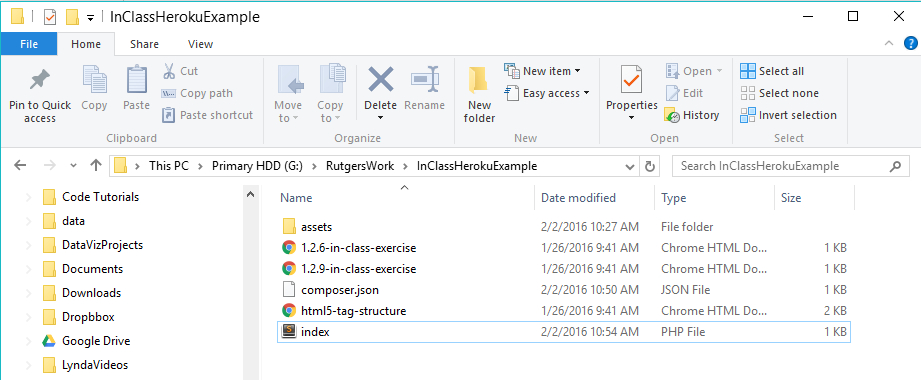 InClassHerokuExample
File Home Share View
Pin to Quick access
Copy
Paste
Cut
Copy path
Paste shortcut
Clipboard
Move to
Copy to
Delete
Rename
Organize
New folder
New item
Easy access
New
Properties
Open
Edit
History
Open
Select all
Select none
Invert selection
Select
This PC Primary HDD (G:) RutgersWork InClassHerokuExample
Search InClassHerokuExample
Code Tutorials
data
DataVizProjects
Documents
Downloads
Dropbbox
Google Drive
LyndaVideos
Name Date modified Type Size
assets 2/2/2016 10:27 AM File folder
1.2.6-in-class-exercise 1/26/2016 9:41 AM Chrome HTML Do... 1 KB
1.2.9-in-class-exercise 1/26/2016 9:41 AM Chrome HTML Do... 1 KB
composer.json 2/2/2016 10:50 AM JSON File 1 KB
html5-tag-structure 1/26/2016 9:41 AM Chrome HTML Do... 2 KB
index 2/2/2016 10:54 AM PHP File 1 KB